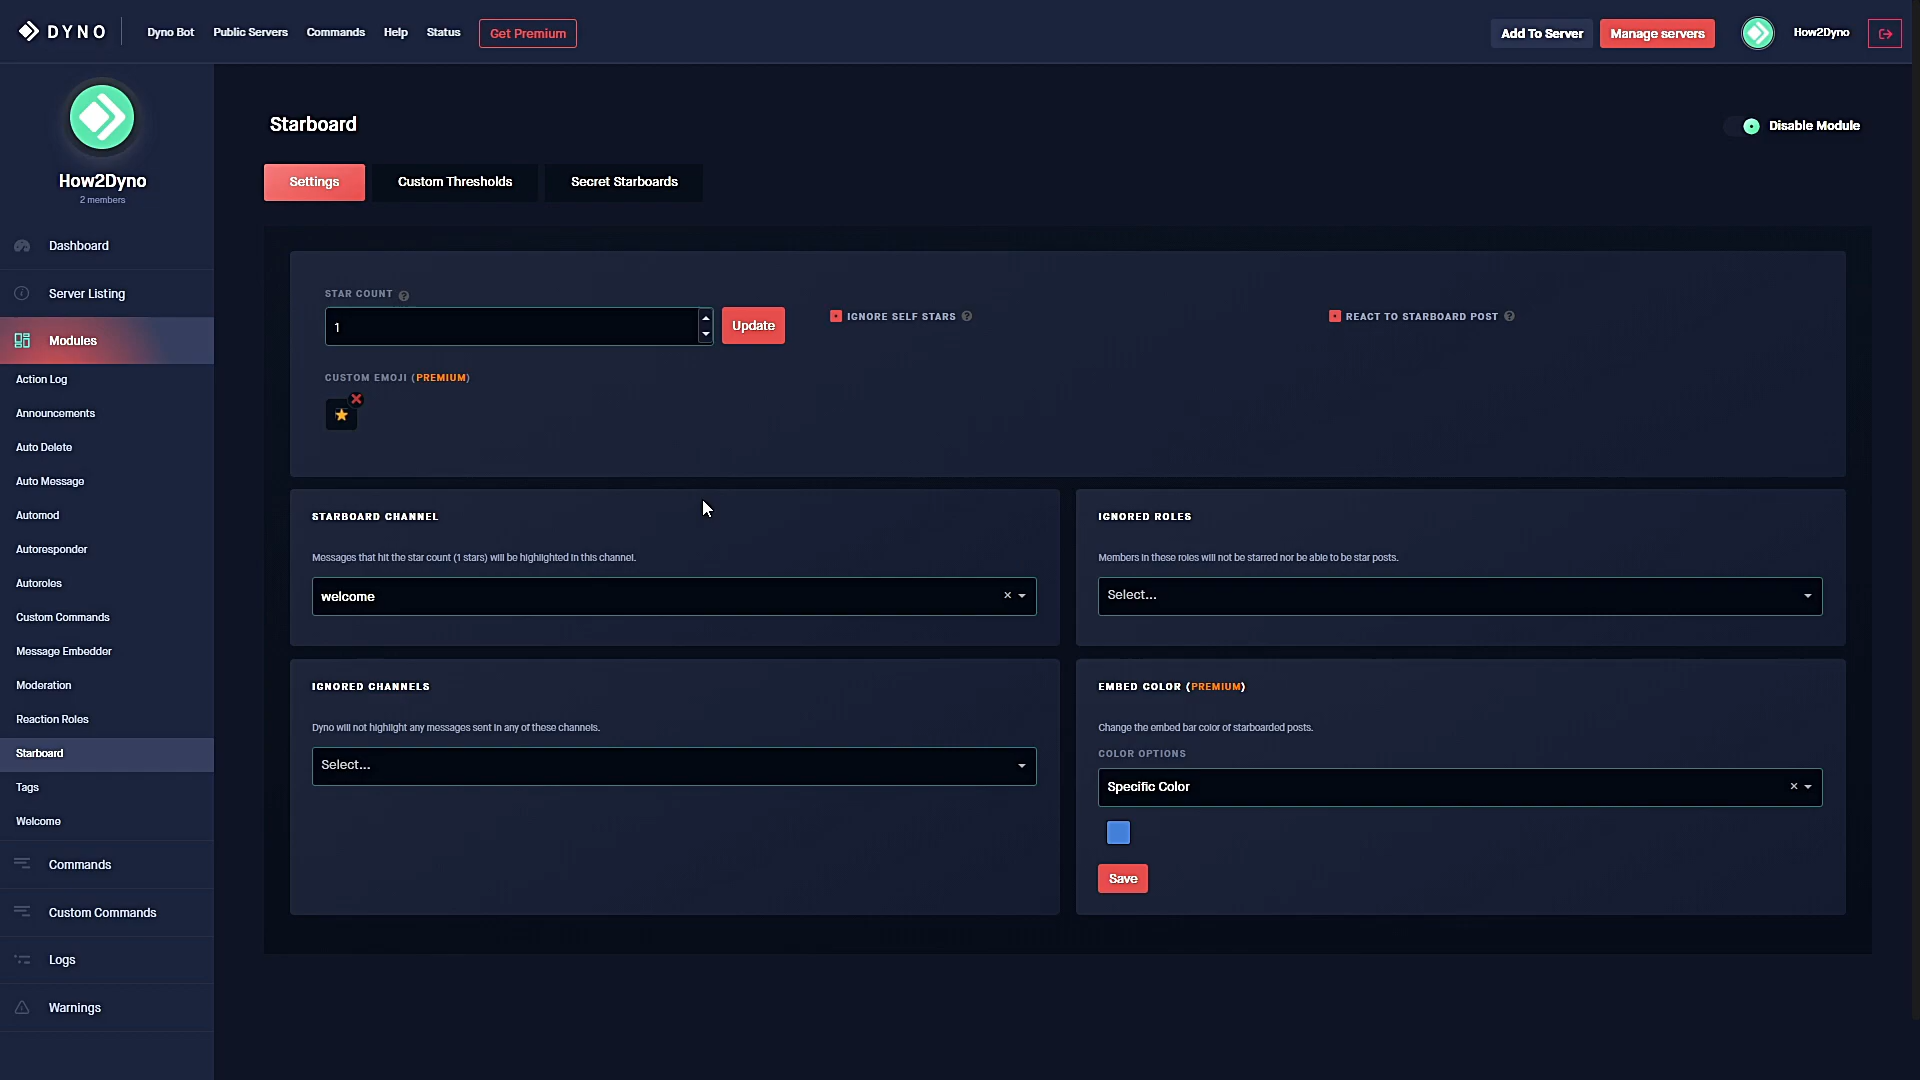 DYNO
Dyno Bot
Public Servers
Commands
Help
Status
Get Premium
Add To Server
Manage servers
How2Dyno
How2Dyno
2 members
Dashboard
Server Listing
Modules
Action Log
Announcements
Auto Delete
Auto Message
Automod
Autoresponder
Autoroles
Custom Commands
Message Embedder
Moderation
Reaction Roles
Starboard
Tags
Welcome
Commands
Custom Commands
Logs
Warnings
Starboard
Disable Module
Settings
Custom Thresholds
Secret Starboards
STAR COUNT ?
1
Update
IGNORE SELF STARS ?
REACT TO STARBOARD POST ?
CUSTOM EMOJI (PREMIUM)
STARBOARD CHANNEL
Messages that hit the star count (1 stars) will be highlighted in this channel.
welcome
IGNORED ROLES
Members in these roles will not be starred nor be able to be star posts.
Select...
IGNORED CHANNELS
Dyno will not highlight any messages sent in any of these channels.
Select...
EMBED COLOR (PREMIUM)
Change the embed bar color of starboarded posts.
COLOR OPTIONS
Specific Color
Save